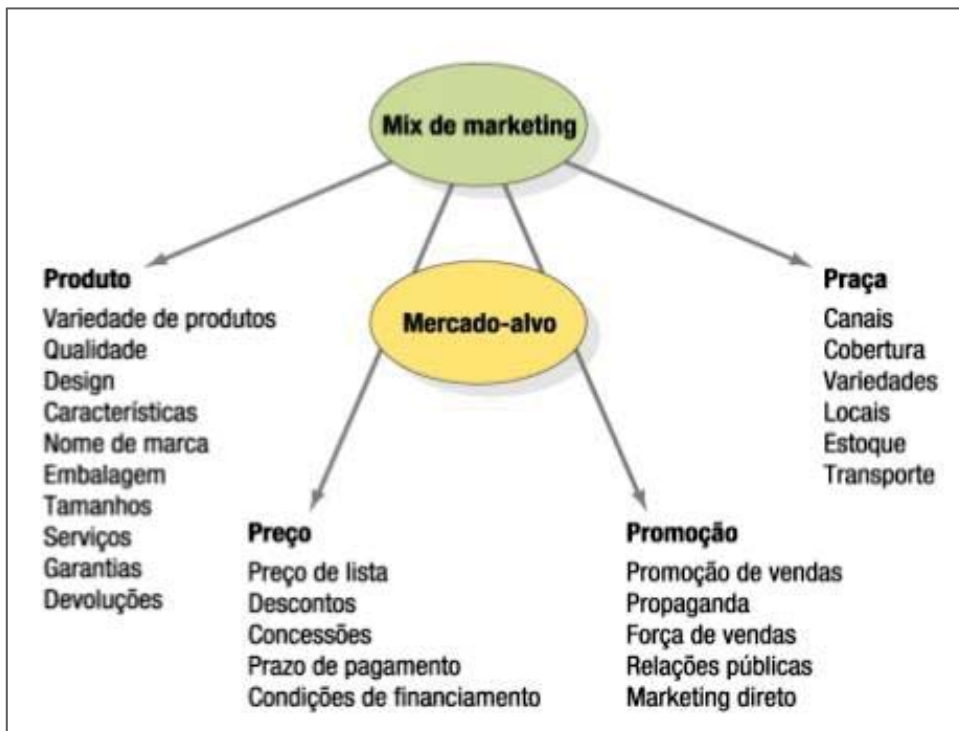 Mix de marketing
Mercado-alvo
Produto
Variedade de produtos
Qualidade
Design
Características
Nome de marca
Embalagem
Tamanhos
Serviços
Garantias
Devoluções
Preço
Preço de lista
Descontos
Concessões
Prazo de pagamento
Condições de financiamento
Promoção
Promoção de vendas
Propaganda
Força de vendas
Relações públicas
Marketing direto
Praça
Canais
Cobertura
Variedades
Locais
Estoque
Transporte